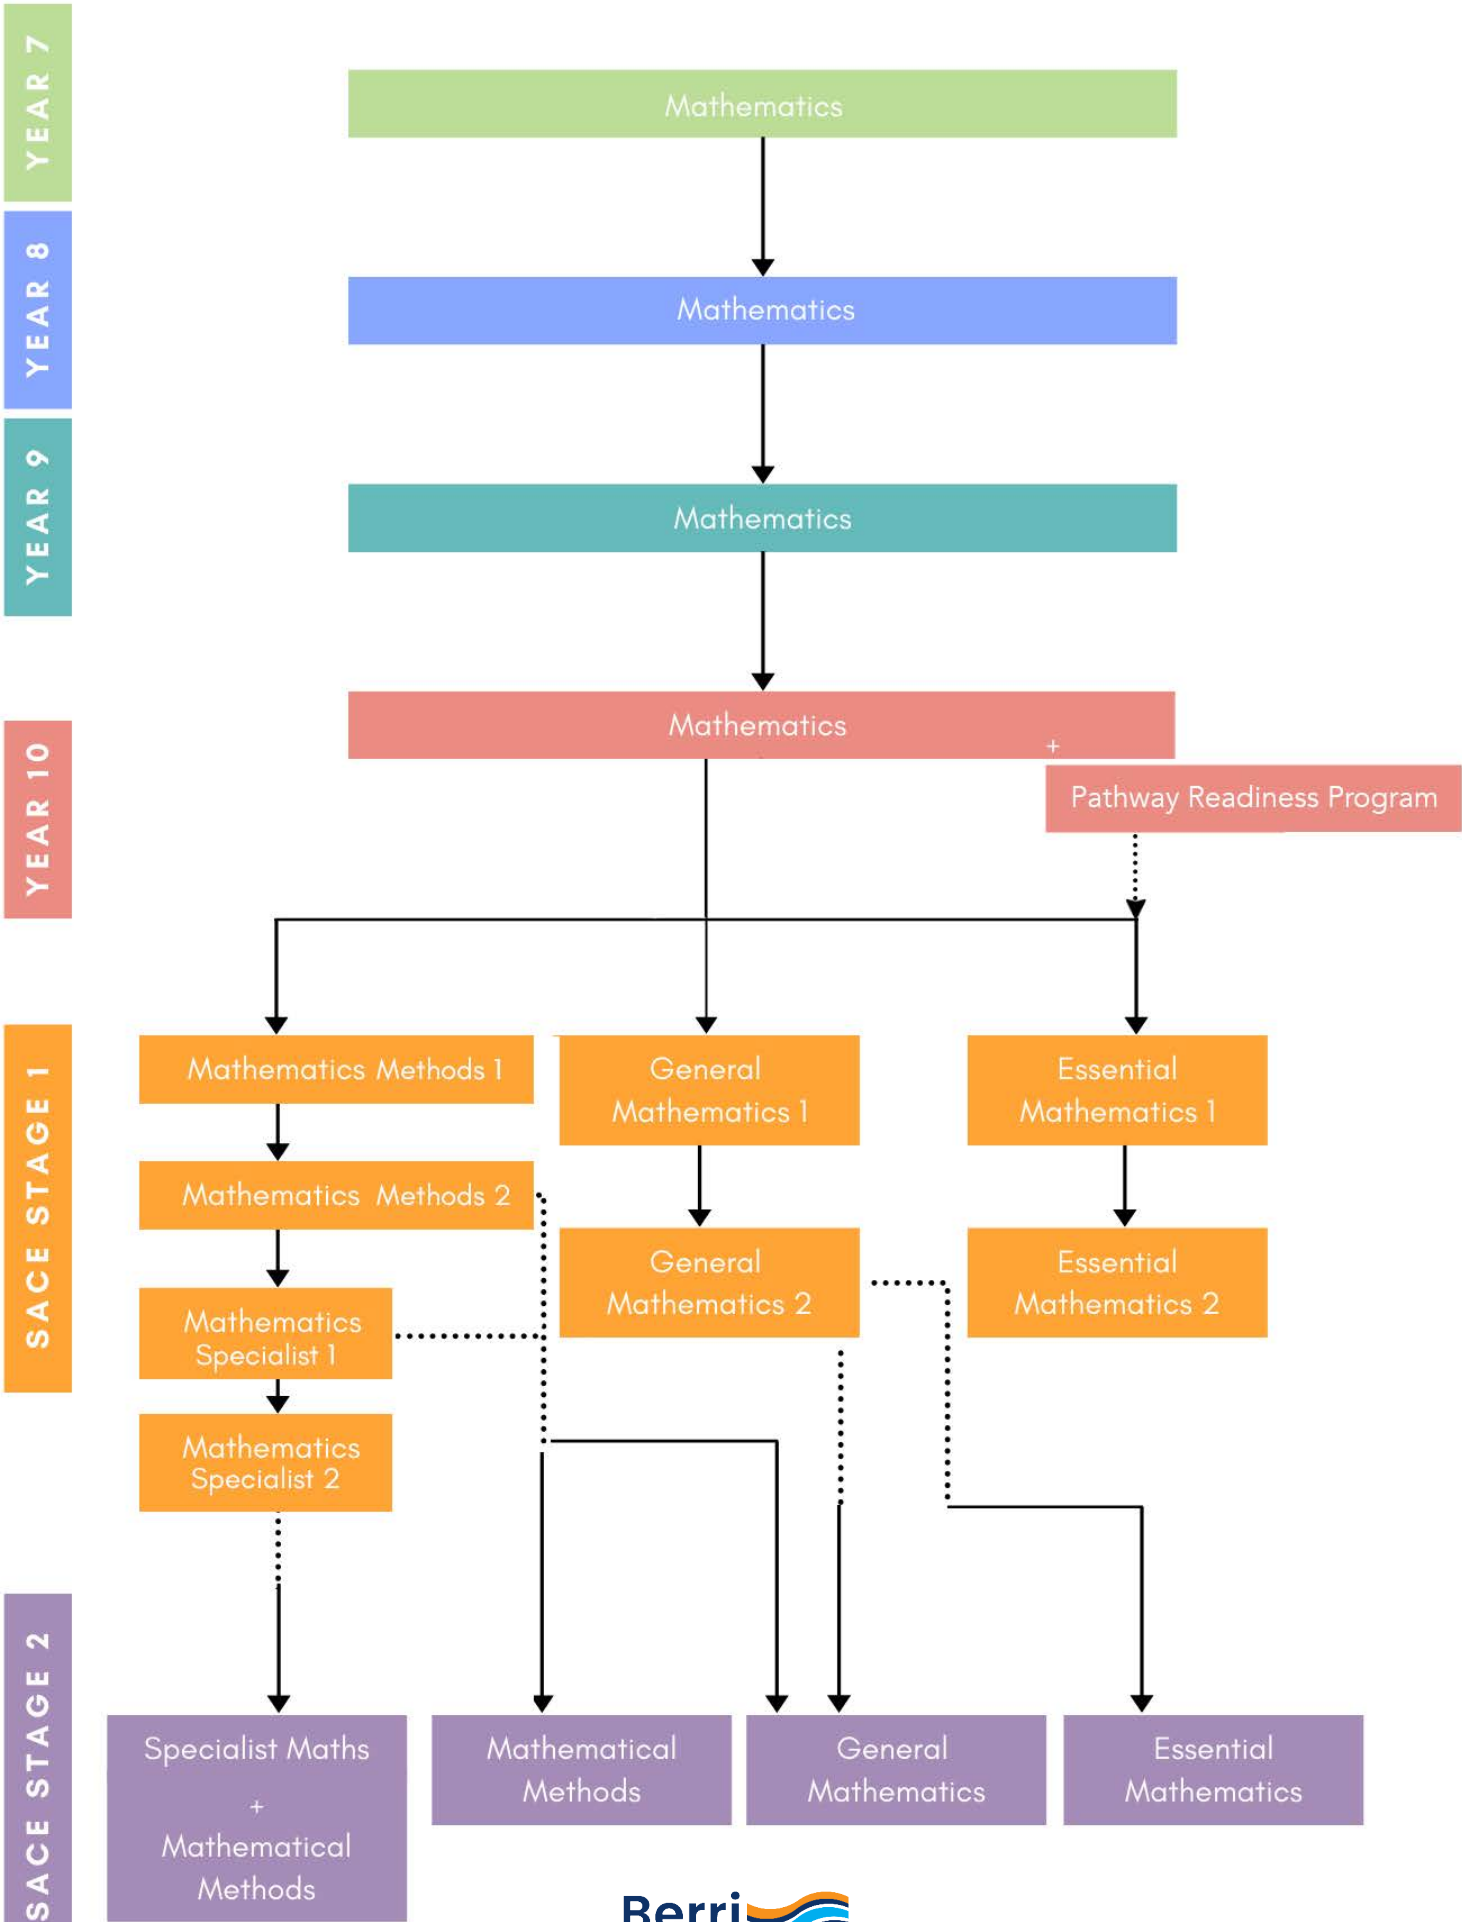 YEAR 7
Mathematics
YEAR 8
Mathematics
YEAR 9
Mathematics
YEAR 10
Mathematics
+
Pathway Readiness Program
SACE STAGE 1
Mathematics Methods 1
General
Mathematics 1
Essential
Mathematics 1
Mathematics Methods 2
General
Mathematics 2
Essential
Mathematics 2
Mathematics
Specialist 1
Mathematics
Specialist 2
SACE STAGE 2
Specialist Maths
+
Mathematical
Methods
Mathematical
Methods
General
Mathematics
Essential
Mathematics
Berri